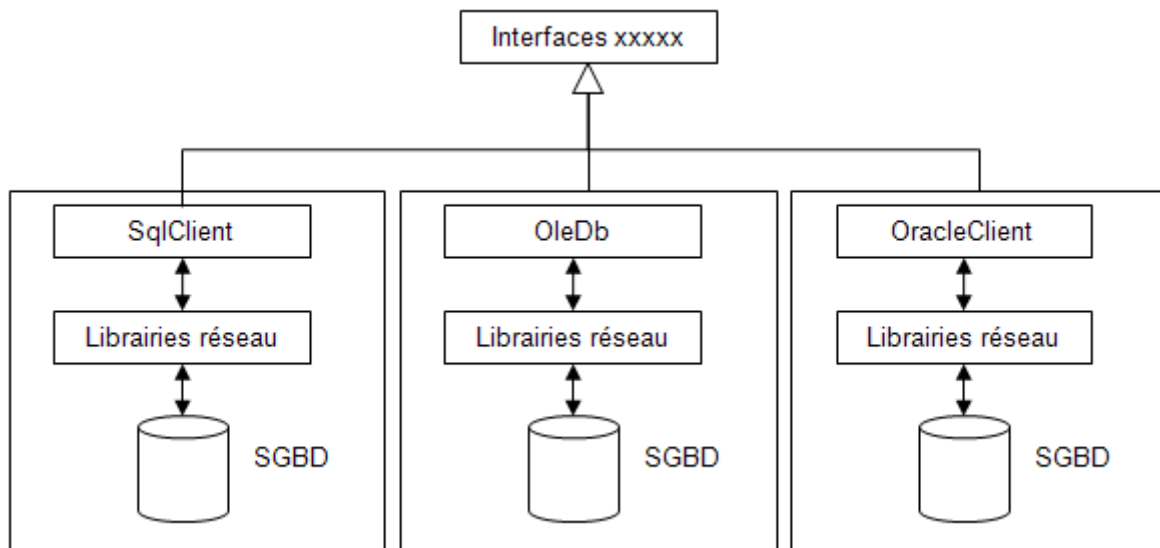 Interfaces xxxxx
SqlClient
OleDb
OracleClient
Librairies réseau
Librairies réseau
Librairies réseau
SGBD
SGBD
SGBD